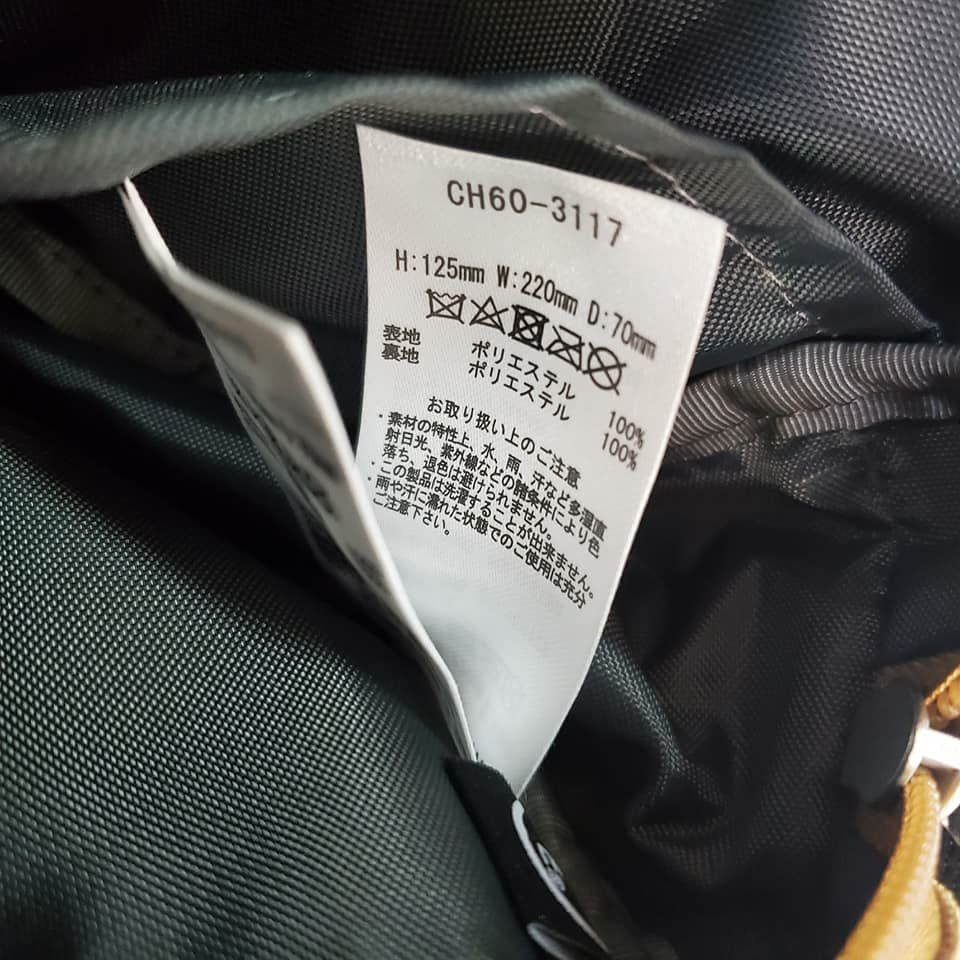 CH60-3117
H:125mm W:220mm D:70mm
表地 ポリエステル 100%
裏地 ポリエステル 100%
お取り扱い上のご注意
・素材の特性上、水、雨、汗など多湿直
射日光、紫外線などの諸条件により色
落ち、退色は避けられません。
・この製品は洗濯することが出来ません。
・雨や汗に濡れた状態でのご使用は充分
ご注意下さい。